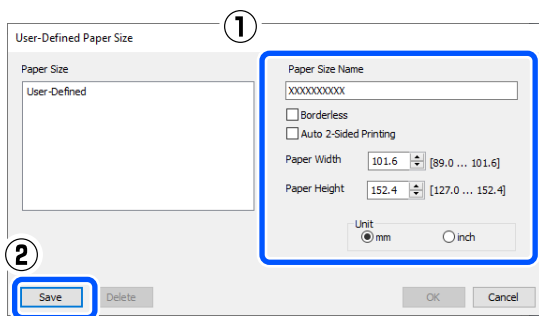 ①
User-Defined Paper Size
Paper Size
User-Defined
Paper Size Name
XXXXXXXXXX
Borderless
Auto 2-Sided Printing
Paper Width 101.6 [89.0 ... 101.6]
Paper Height 152.4 [127.0 ... 152.4]
Unit
mm inch
②
Save Delete OK Cancel